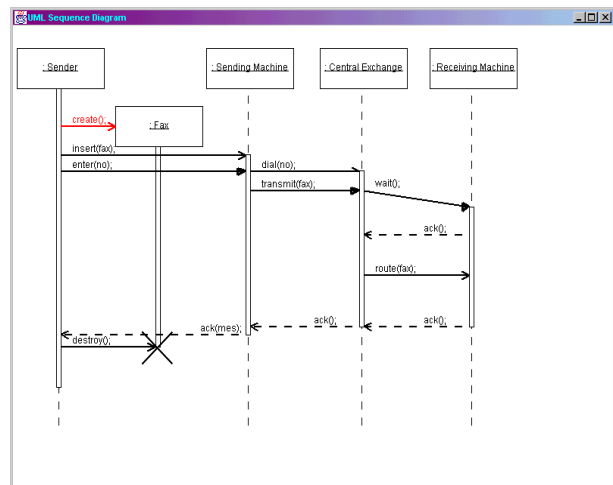 UML Sequence Diagram
: Sender
: Sending Machine
: Central Exchange
: Receiving Machine
create();
: Fax
insert(fax);
enter(no);
dial(no);
transmit(fax);
wait();
ack();
route(fax);
ack(mes);
ack();
ack();
destroy();